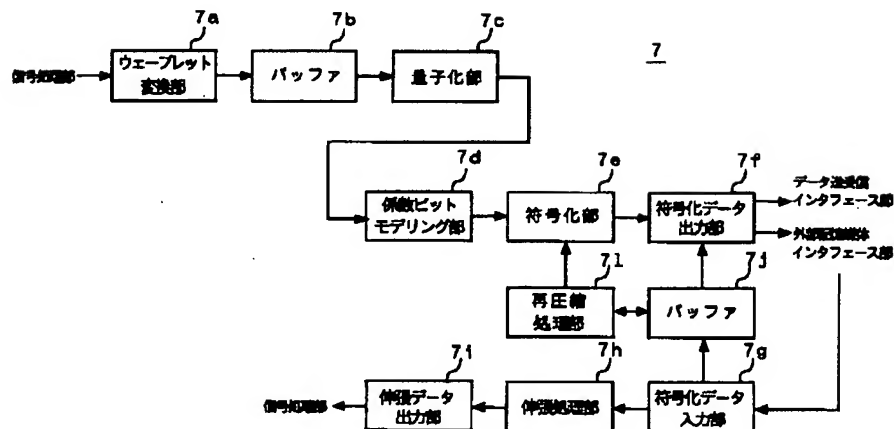 7a
7b
7c
7
信号処理部
ウェーブレット
変換部
バッファ
量子化部
7d
7e
7f
係数ビット
モデリング部
符号化部
符号化データ
出力部
データ送受信
インタフェース部
外部記憶媒体
インタフェース部
7l
7j
再圧縮
処理部
バッファ
7i
7h
7g
信号処理部
伸張データ
出力部
伸張処理部
符号化データ
入力部